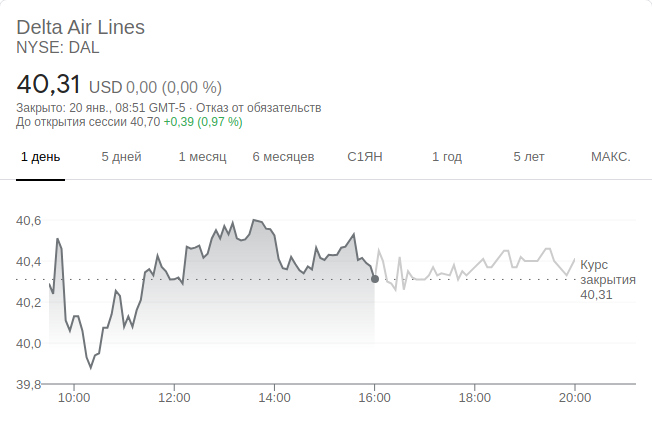 Delta Air Lines
NYSE: DAL
40,31 USD 0,00 (0,00 %)
Закрыто: 20 янв., 08:51 GMT-5 · Отказ от обязательств
До открытия сессии 40,70 +0,39 (0,97 %)
1 день 5 дней 1 месяц 6 месяцев С1ЯН 1 год 5 лет МАКС.
40,6
40,4
40,2
40,0
39,8
Курс
закрытия
40,31
10:00 12:00 14:00 16:00 18:00 20:00